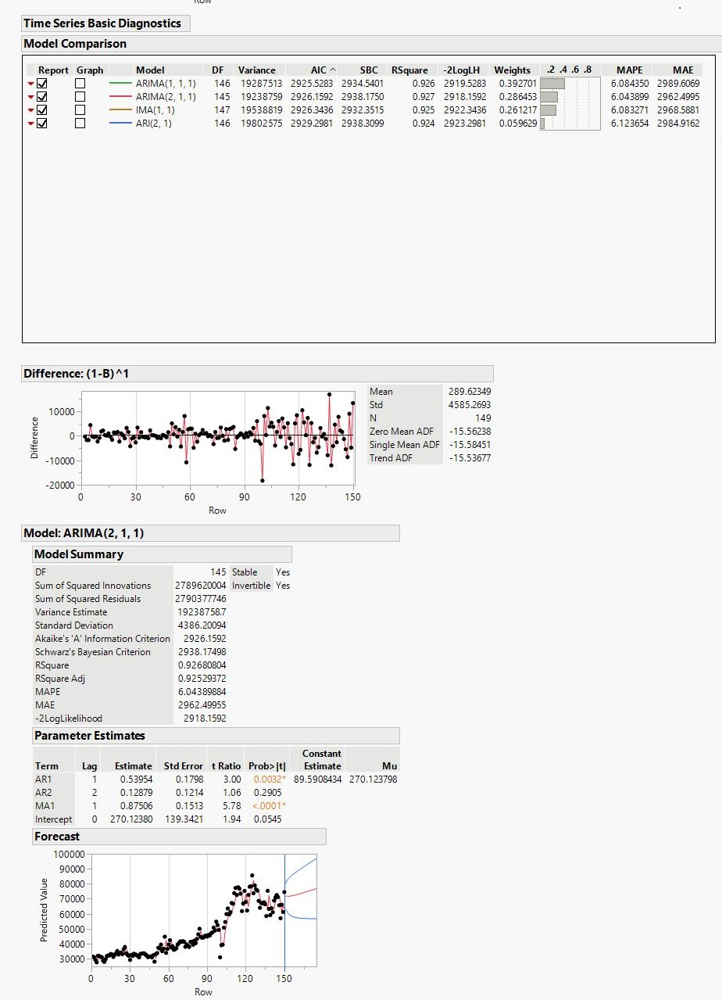 Row
Time Series Basic Diagnostics
Model Comparison
Report Graph Model DF Variance AIC ^ SBC RSquare -2LogLH Weights .2 .4 .6 .8 MAPE MAE
ARIMA(1, 1, 1) 146 19287513 2925.5283 2934.5401 0.926 2919.5283 0.392701 6.084350 2989.6069
ARIMA(2, 1, 1) 145 19238759 2926.1592 2938.1750 0.927 2918.1592 0.286453 6.043899 2962.4995
IMA(1, 1) 147 19538819 2926.3436 2932.3515 0.925 2922.3436 0.261217 6.083271 2968.5881
ARI(2, 1) 146 19802575 2929.2981 2938.3099 0.924 2923.2981 0.059629 6.123654 2984.9162
Difference: (1-B)^1
Difference
10000
0
-10000
-20000
0 30 60 90 120 150
Row
Mean 289.62349
Std 4585.2693
N 149
Zero Mean ADF -15.56238
Single Mean ADF -15.58451
Trend ADF -15.53677
Model: ARIMA(2, 1, 1)
Model Summary
DF 145 Stable Yes
Sum of Squared Innovations 2789620004 Invertible Yes
Sum of Squared Residuals 2790377746
Variance Estimate 19238758.7
Standard Deviation 4386.20094
Akaike's 'A' Information Criterion 2926.1592
Schwarz's Bayesian Criterion 2938.17498
RSquare 0.92680804
RSquare Adj 0.92529372
MAPE 6.04389884
MAE 2962.49955
-2LogLikelihood 2918.1592
Parameter Estimates
Constant
Term Lag Estimate Std Error t Ratio Prob>|t| Estimate Mu
AR1 1 0.53954 0.1798 3.00 0.0032* 89.5908434 270.123798
AR2 2 0.12879 0.1214 1.06 0.2905
MA1 1 0.87506 0.1513 5.78 <.0001*
Intercept 0 270.12380 139.3421 1.94 0.0545
Forecast
Predicted Value
100000
90000
80000
70000
60000
50000
40000
30000
0 30 60 90 120 150
Row